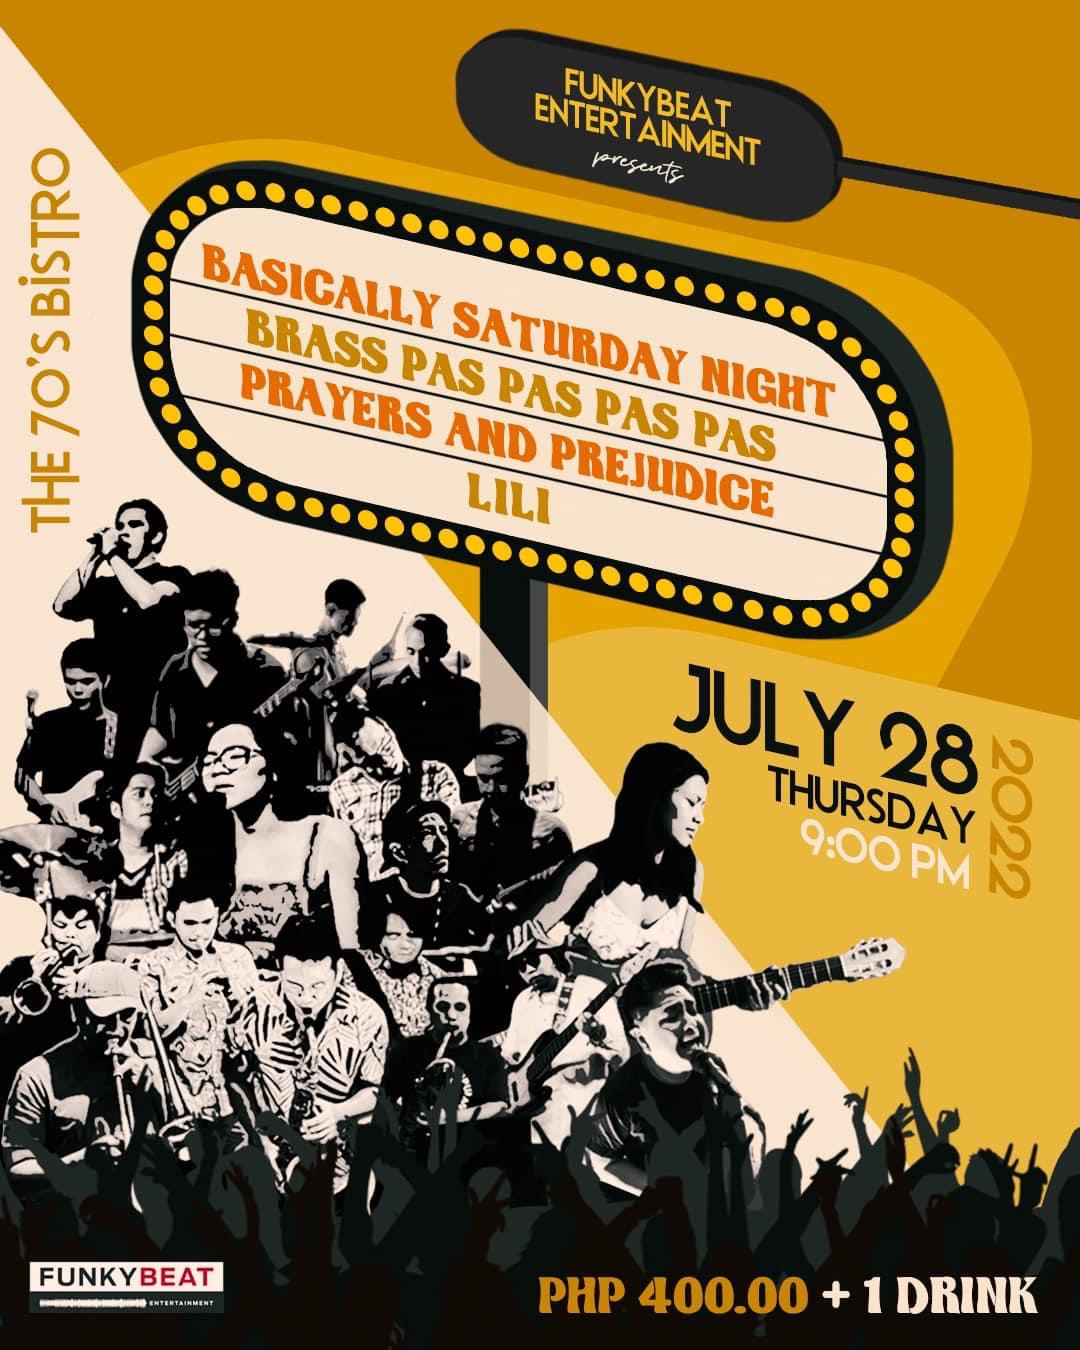 FUNKYBEAT
ENTERTAINMENT
presents
THE 70'S BiSTRO
BASICALLY SATURDAY NIGHT
BRASS PAS PAS PAS PAS
PRAYERS AND PREJUDICE
LILI
JULY 28
THURSDAY
9:00 PM
2022
FUNKYBEAT
ENTERTAINMENT
PHP 400.00 + 1 DRINK